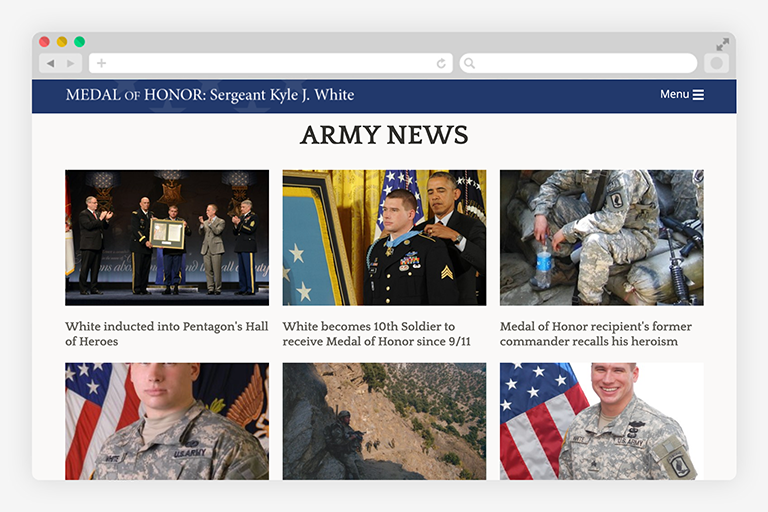 MEDAL OF HONOR: Sergeant Kyle J. White
Menu
ARMY NEWS
White inducted into Pentagon's Hall
of Heroes
White becomes 10th Soldier to
receive Medal of Honor since 9/11
Medal of Honor recipient's former
commander recalls his heroism
WHITE
U.S. ARMY
U.S. ARMY